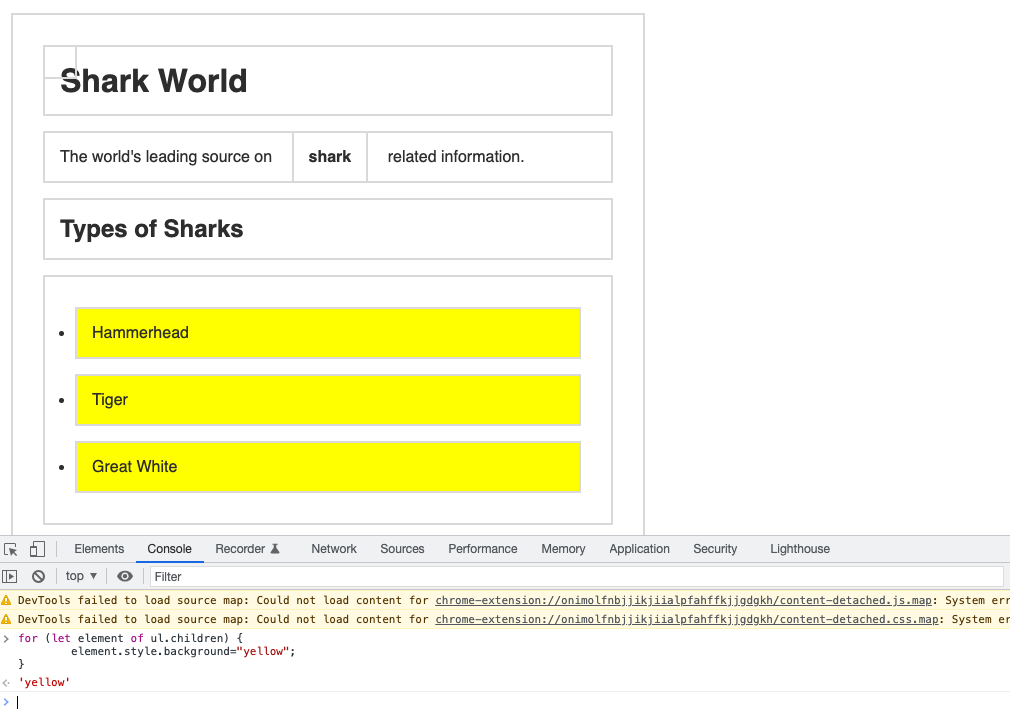 Shark World
The world's leading source on shark related information.
Types of Sharks
Hammerhead
Tiger
Great White
Elements Console Recorder Network Sources Performance Memory Application Security Lighthouse
top ▼ Filter
DevTools failed to load source map: Could not load content for chrome-extension://onimolfnbjjikjiialpfahffkjjgdgkh/content-detached.js.map: System err
DevTools failed to load source map: Could not load content for chrome-extension://onimolfnbjjikjiialpfahffkjjgdgkh/content-detached.css.map: System er
for (let element of ul.children) {
element.style.background="yellow";
}
'yellow'